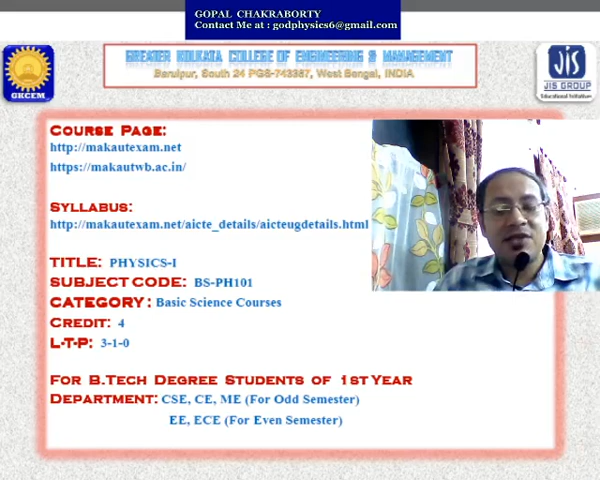 GOPAL CHAKRABORTY
Contact Me at : godphysics6@gmail.com
GREATER KOLKATA COLLEGE OF ENGINEERING & MANAGEMENT
Baruipur, South 24 PGS-743387, West Bengal, INDIA
GKCEM
JIS
JIS GROUP
Educational Initiatives
COURSE PAGE:
http://makautexam.net
https://makautwb.ac.in/
SYLLABUS:
http://makautexam.net/aicte_details/aicteugdetails.html
TITLE: PHYSICS-I
SUBJECT CODE: BS-PH101
CATEGORY : Basic Science Courses
CREDIT: 4
L-T-P: 3-1-0
FOR B.TECH DEGREE STUDENTS OF 1ST YEAR
DEPARTMENT: CSE, CE, ME (For Odd Semester)
EE, ECE (For Even Semester)